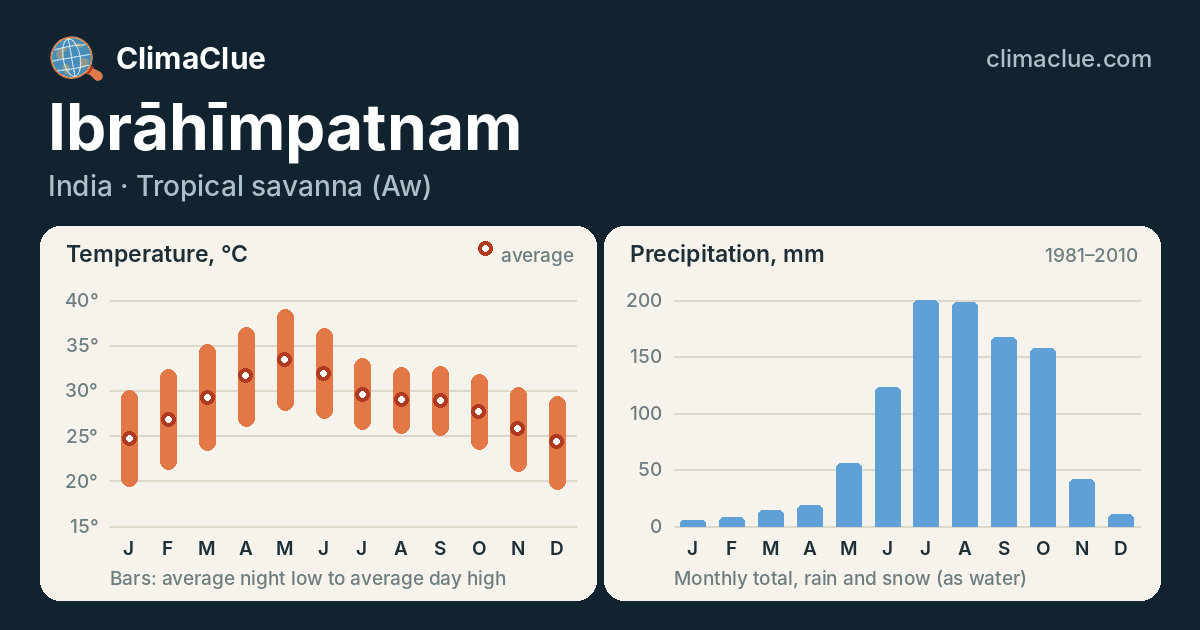 ClimaClue
climaclue.com
Ibrāhīmpatnam
India · Tropical savanna (Aw)
Temperature, °C
average
40°
35°
30°
25°
20°
15°
J F M A M J J A S O N D
Bars: average night low to average day high
Precipitation, mm
1981–2010
200
150
100
50
0
J F M A M J J A S O N D
Monthly total, rain and snow (as water)